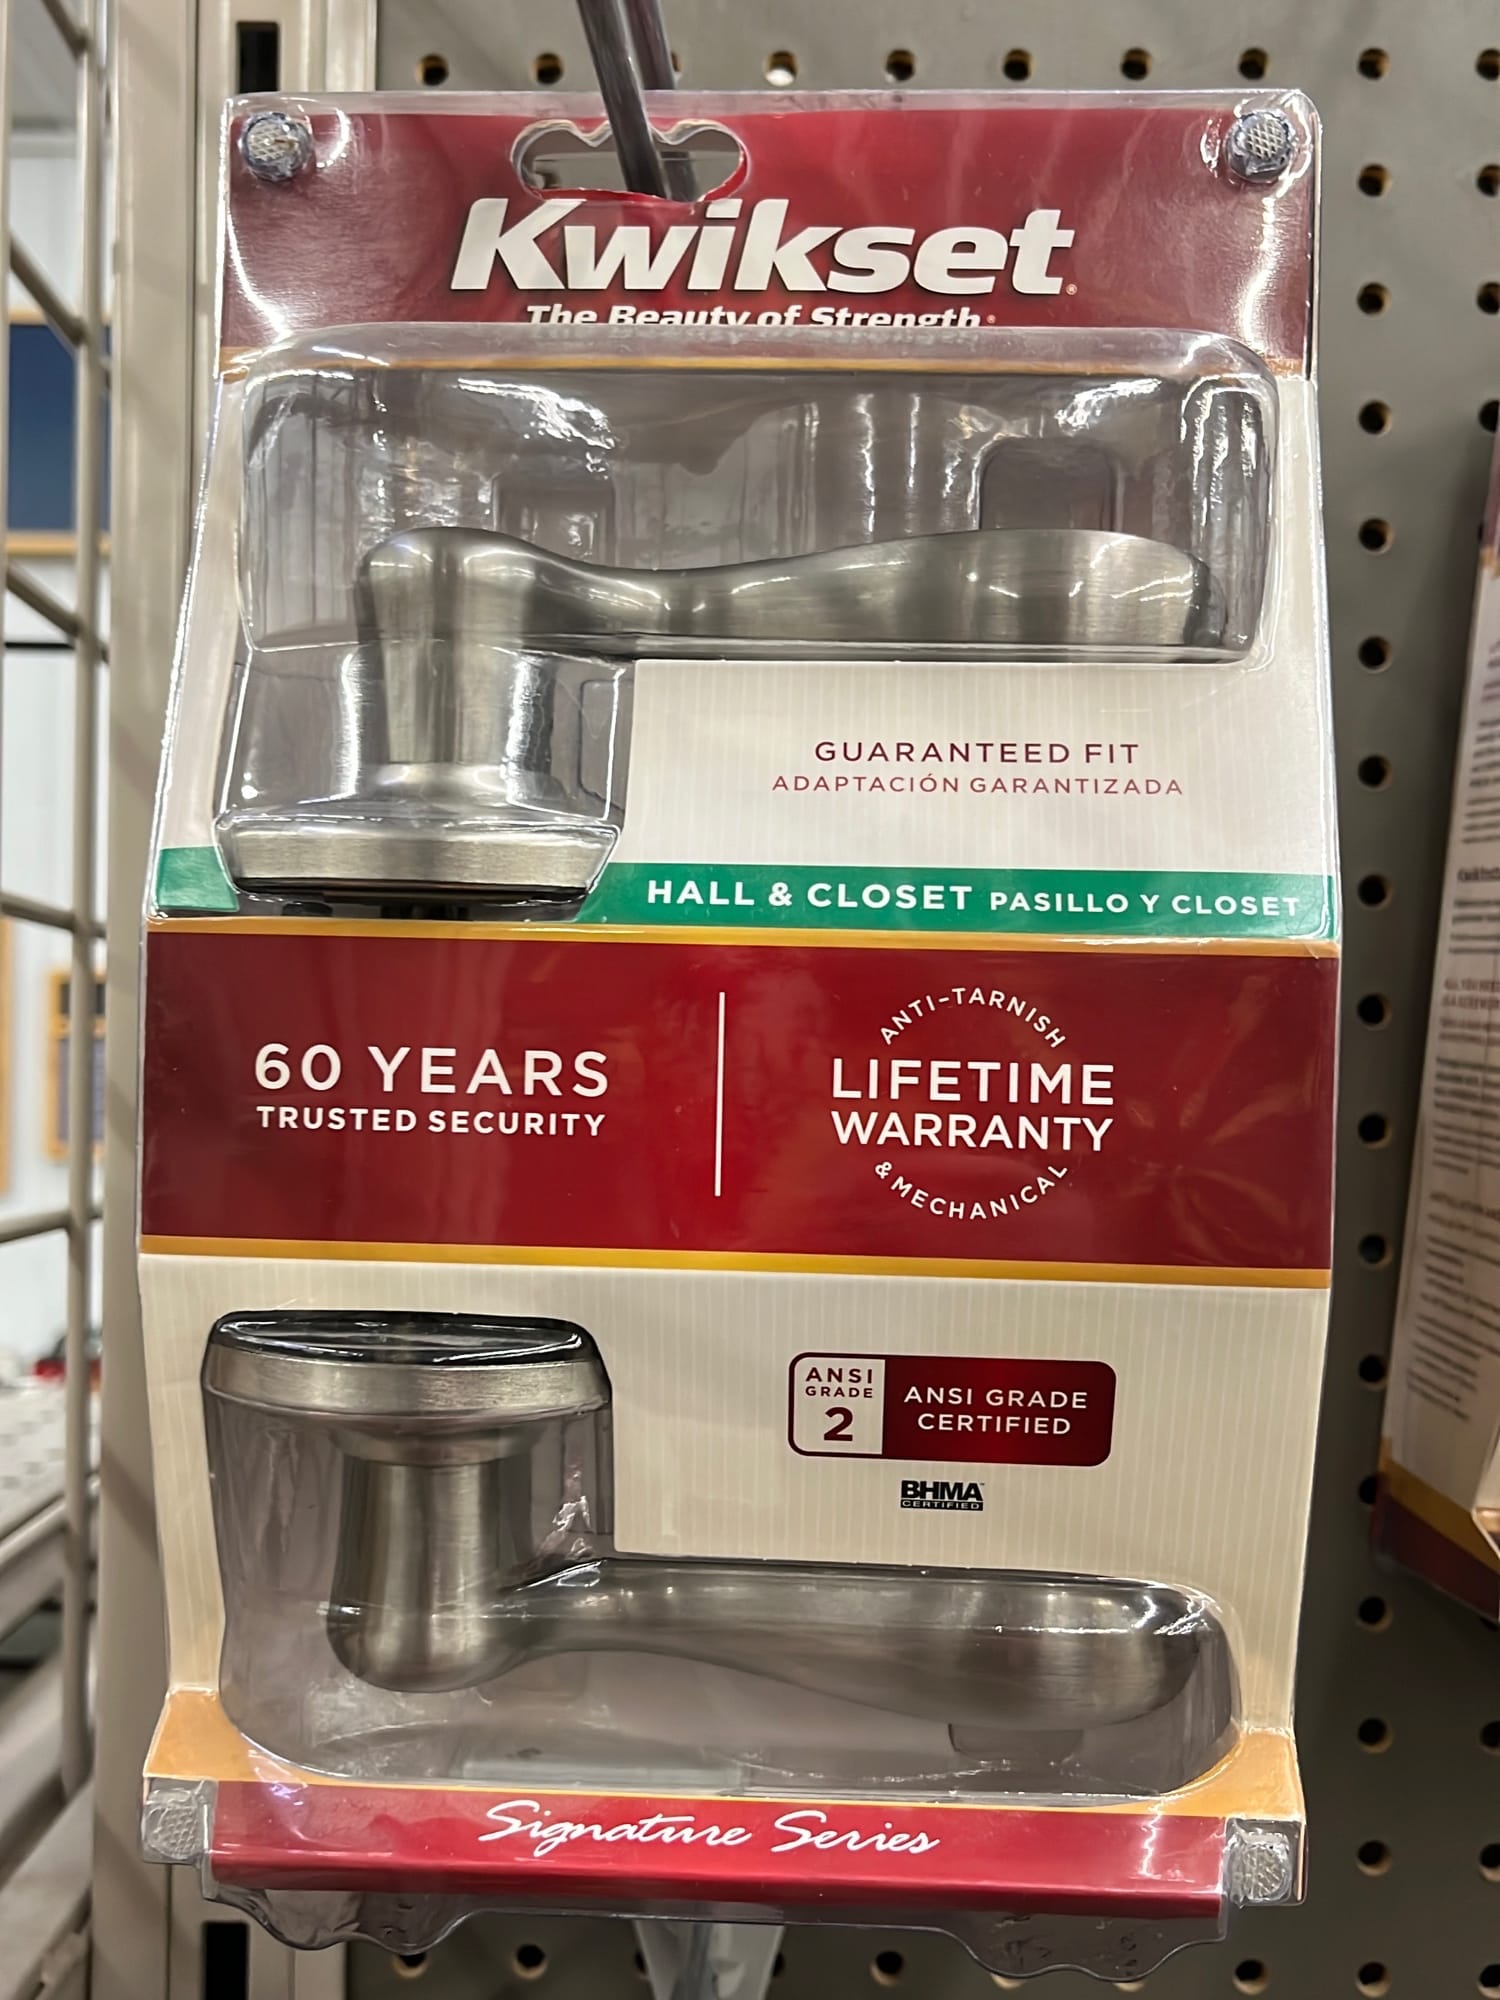 Kwikset®
The Beauty of Strength®
GUARANTEED FIT
ADAPTACIÓN GARANTIZADA
HALL & CLOSET PASILLO Y CLOSET
60 YEARS
TRUSTED SECURITY
ANTI-TARNISH
LIFETIME
WARRANTY
& MECHANICAL
ANSI
GRADE
2
ANSI GRADE
CERTIFIED
BHMA™
CERTIFIED
Signature Series